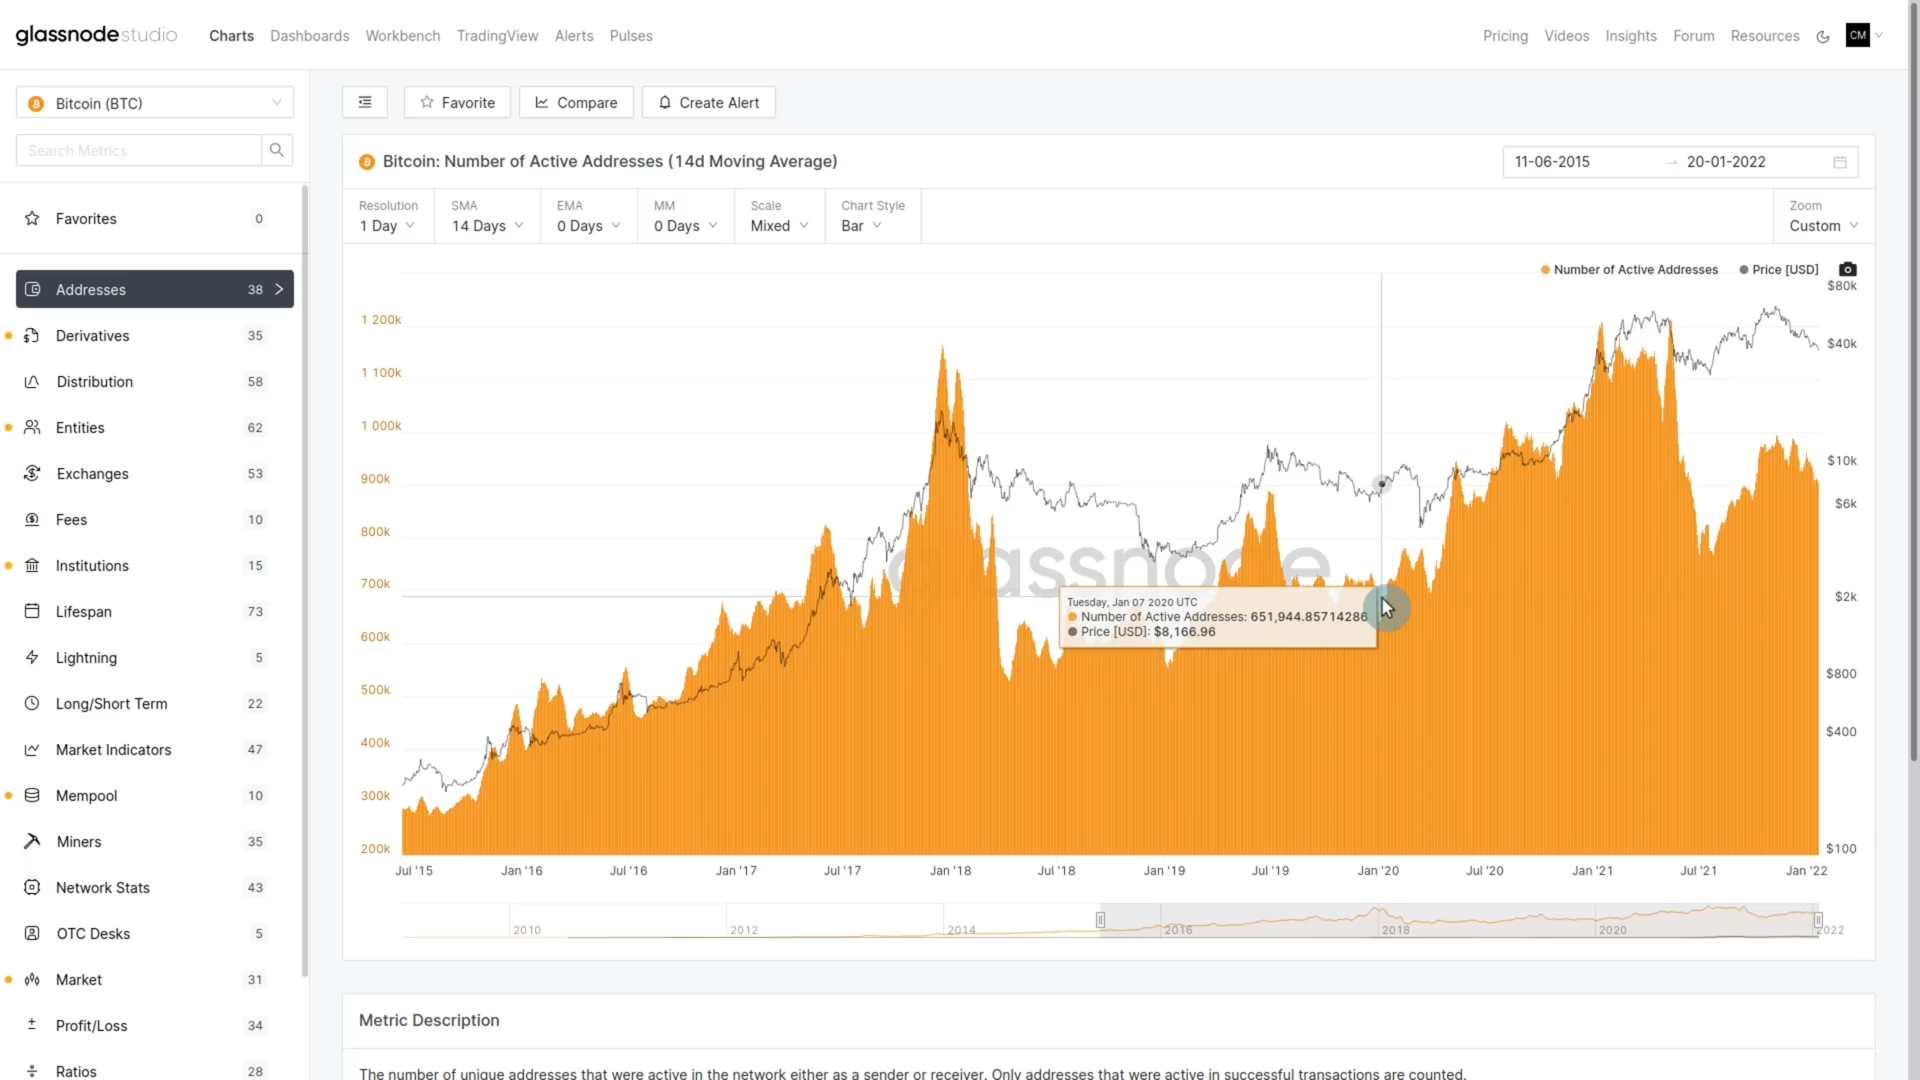 glassnodestudio Charts Dashboards Workbench TradingView Alerts Pulses Pricing Videos Insights Forum Resources CM
Bitcoin (BTC)
Search Metrics
Favorites 0
Addresses 38
Derivatives 35
Distribution 58
Entities 62
Exchanges 53
Fees 10
Institutions 15
Lifespan 73
Lightning 5
Long/Short Term 22
Market Indicators 47
Mempool 10
Miners 35
Network Stats 43
OTC Desks 5
Market 31
Profit/Loss 34
Ratios 28
Favorite Compare Create Alert
Bitcoin: Number of Active Addresses (14d Moving Average) 11-06-2015 → 20-01-2022
Resolution SMA EMA MM Scale Chart Style Zoom
1 Day 14 Days 0 Days 0 Days Mixed Bar Custom
Number of Active Addresses Price [USD]
1 200k
1 100k
1 000k
900k
800k
700k
600k
500k
400k
300k
200k
$80k
$40k
$10k
$6k
$2k
$800
$400
$100
glassnode
Tuesday, Jan 07 2020 UTC
Number of Active Addresses: 651,944.85714286
Price [USD]: $8,166.96
Jul '15 Jan '16 Jul '16 Jan '17 Jul '17 Jan '18 Jul '18 Jan '19 Jul '19 Jan '20 Jul '20 Jan '21 Jul '21 Jan '22
2010 2012 2014 2016 2018 2020 2022
Metric Description
The number of unique addresses that were active in the network either as a sender or receiver. Only addresses that were active in successful transactions are counted.